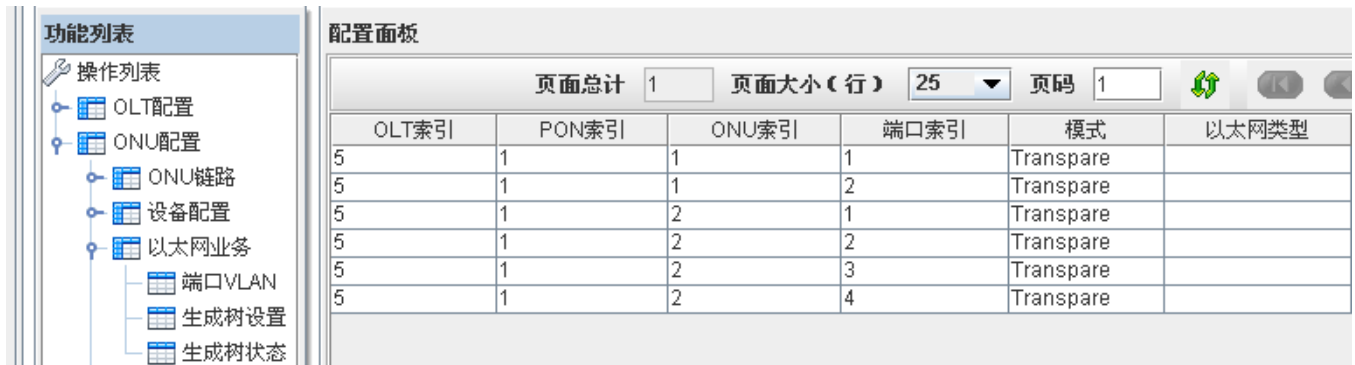 功能列表
操作列表
OLT配置
ONU配置
ONU链路
设备配置
以太网业务
端口VLAN
生成树设置
生成树状态
配置面板
页面总计 1 页面大小（行） 25 页码 1
OLT索引 PON索引 ONU索引 端口索引 模式 以太网类型
5 1 1 1 Transpare
5 1 1 2 Transpare
5 1 2 1 Transpare
5 1 2 2 Transpare
5 1 2 3 Transpare
5 1 2 4 Transpare